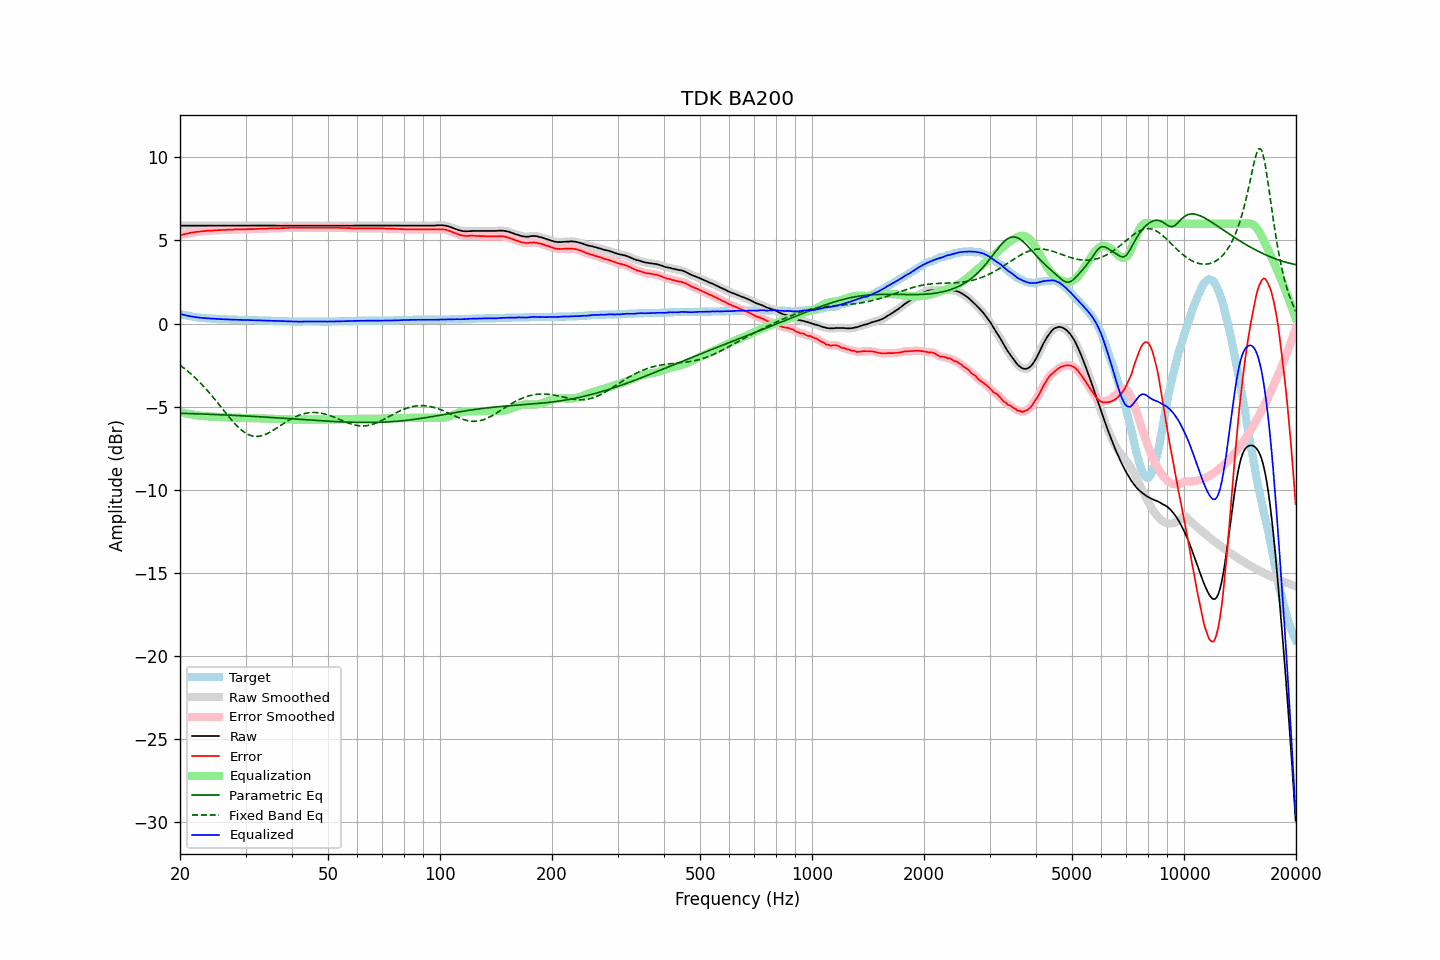 TDK BA200
Amplitude (dBr)
10
5
0
−5
−10
−15
−20
−25
−30
Target
Raw Smoothed
Error Smoothed
Raw
Error
Equalization
Parametric Eq
Fixed Band Eq
Equalized
20 50 100 200 500 1000 2000 5000 10000 20000
Frequency (Hz)